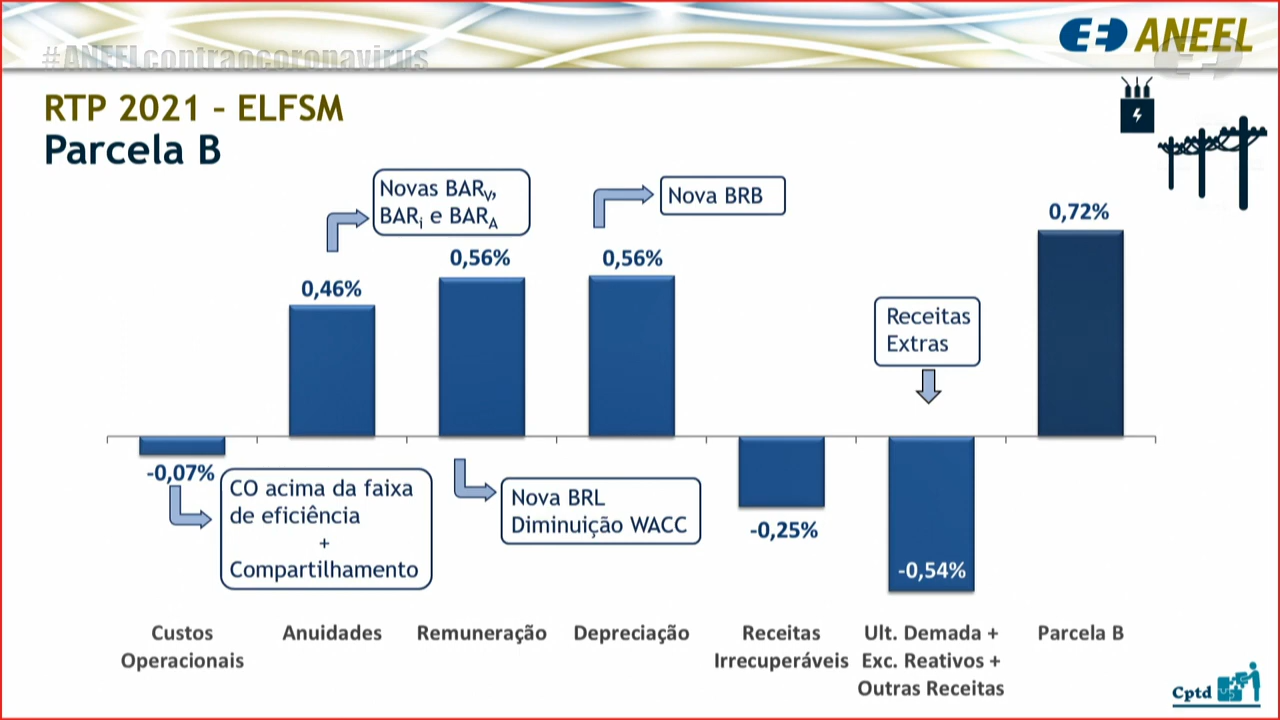 #ANEELcontraocoronavirus
ANEEL
RTP 2021 – ELFSM
Parcela B
Novas BARV,
BARi e BARA
Nova BRB
0,72%
0,46%
0,56%
0,56%
Receitas
Extras
-0,07%
CO acima da faixa
de eficiência
+
Compartilhamento
Nova BRL
Diminuição WACC
-0,25%
-0,54%
Custos
Operacionais
Anuidades
Remuneração
Depreciação
Receitas
Irrecuperáveis
Ult. Demada +
Exc. Reativos +
Outras Receitas
Parcela B
Cptd